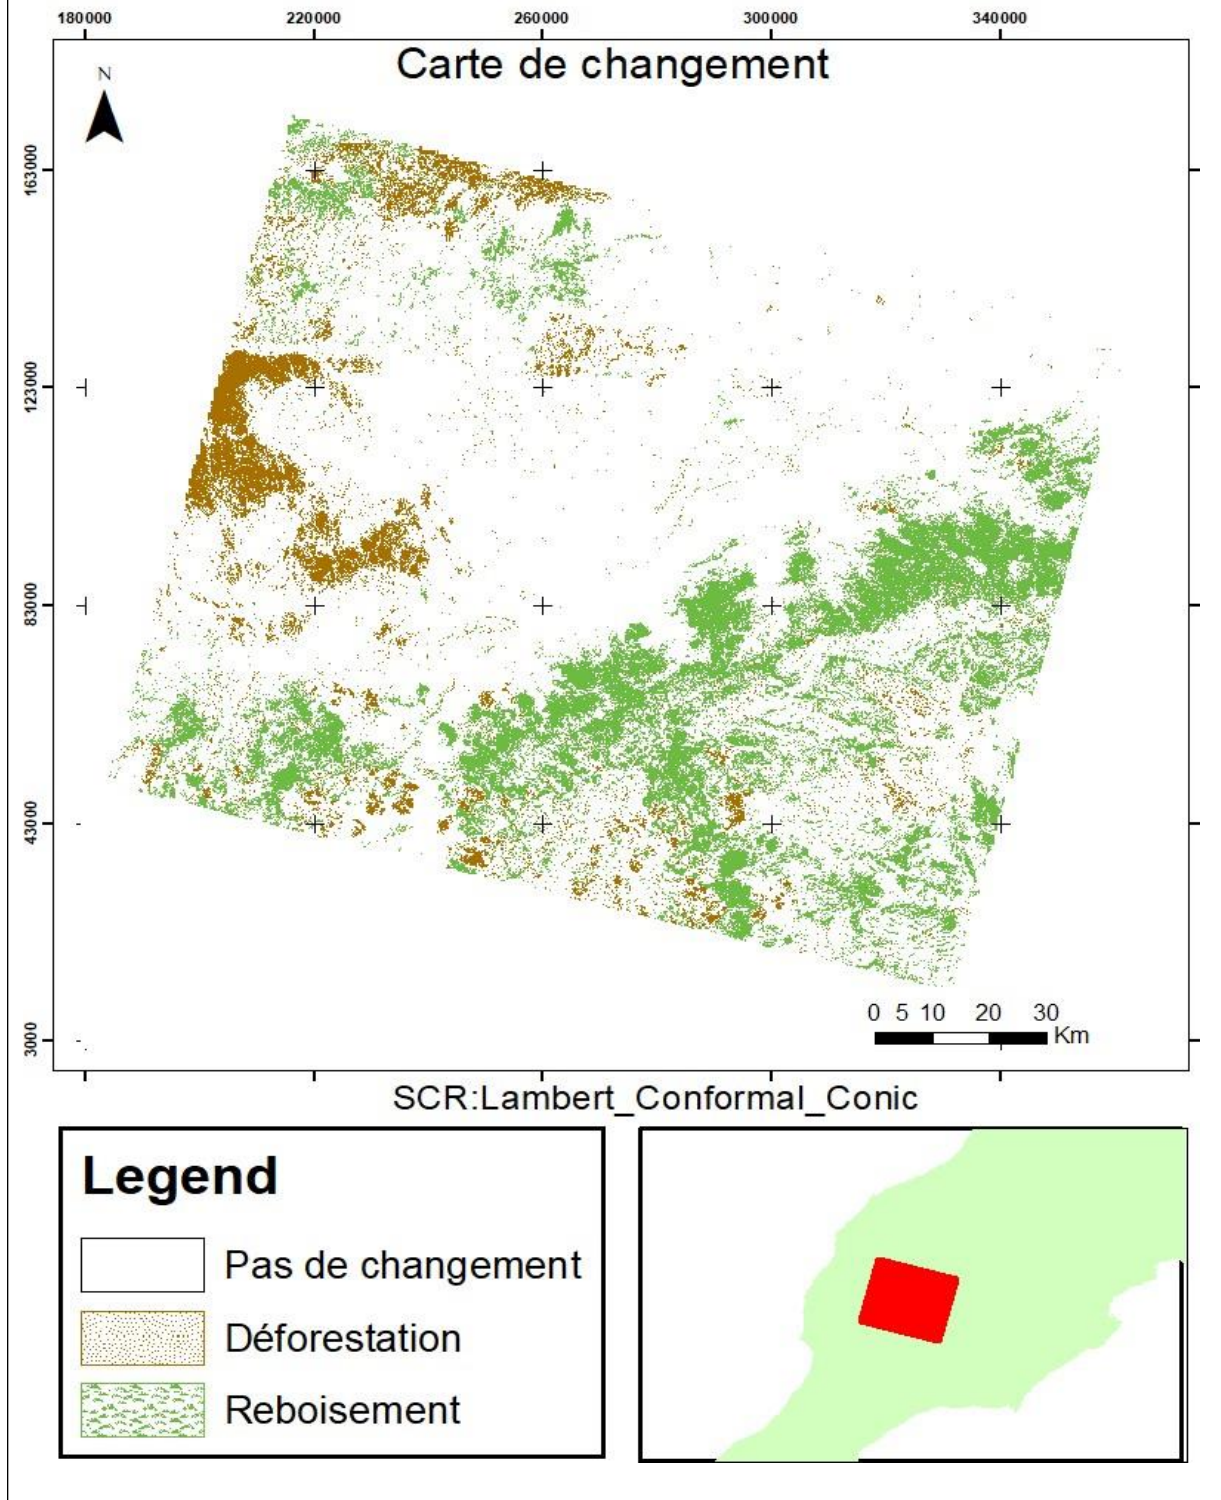 180000 220000 260000 300000 340000
Carte de changement
N
163000
123000
83000
43000
3000
0 5 10 20 30
Km
SCR:Lambert_Conformal_Conic
Legend
Pas de changement
Déforestation
Reboisement